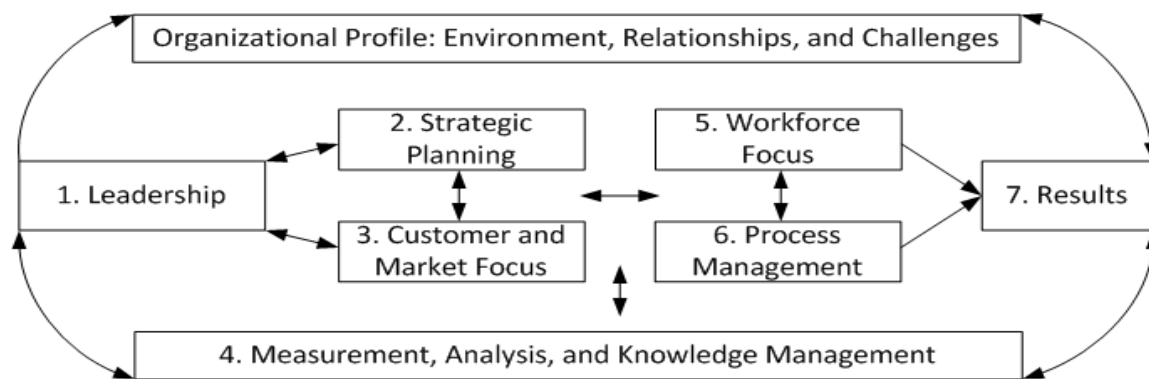 Organizational Profile: Environment, Relationships, and Challenges
2. Strategic
Planning
5. Workforce
Focus
1. Leadership
7. Results
3. Customer and
Market Focus
6. Process
Management
4. Measurement, Analysis, and Knowledge Management